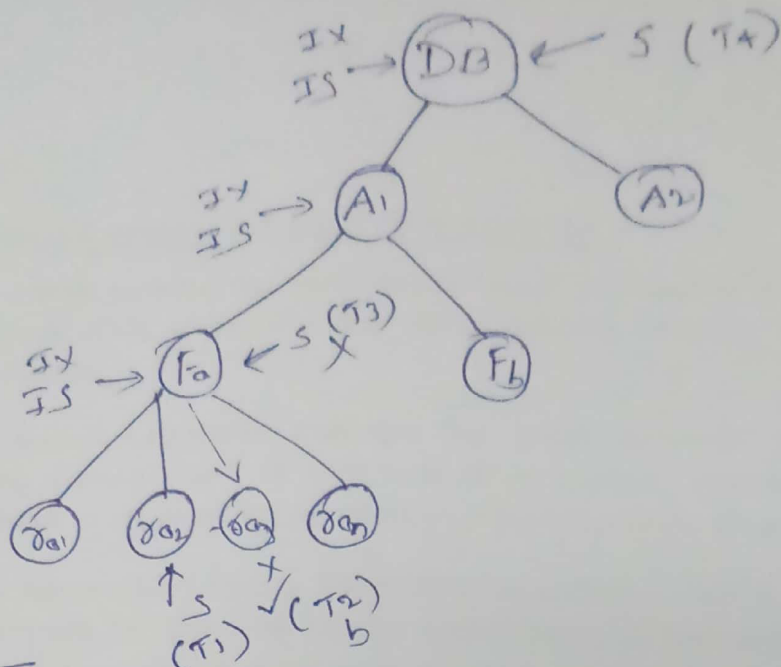 IX
IS → DB ← S (T4)
IX
IS → A1
A2
IX
IS → Fa ← S (T3)
X
Fb
ra1 ra2 ran
↑ S
(T1)
X
(T2)
b